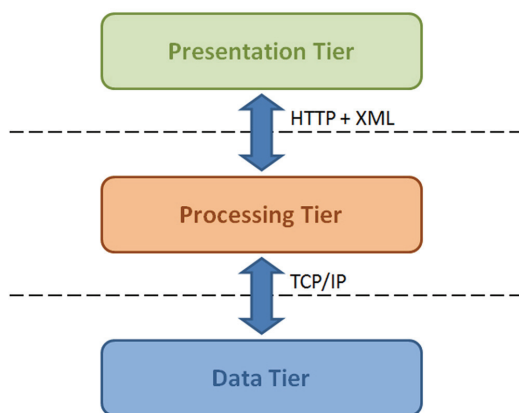 Presentation Tier
HTTP + XML
Processing Tier
TCP/IP
Data Tier